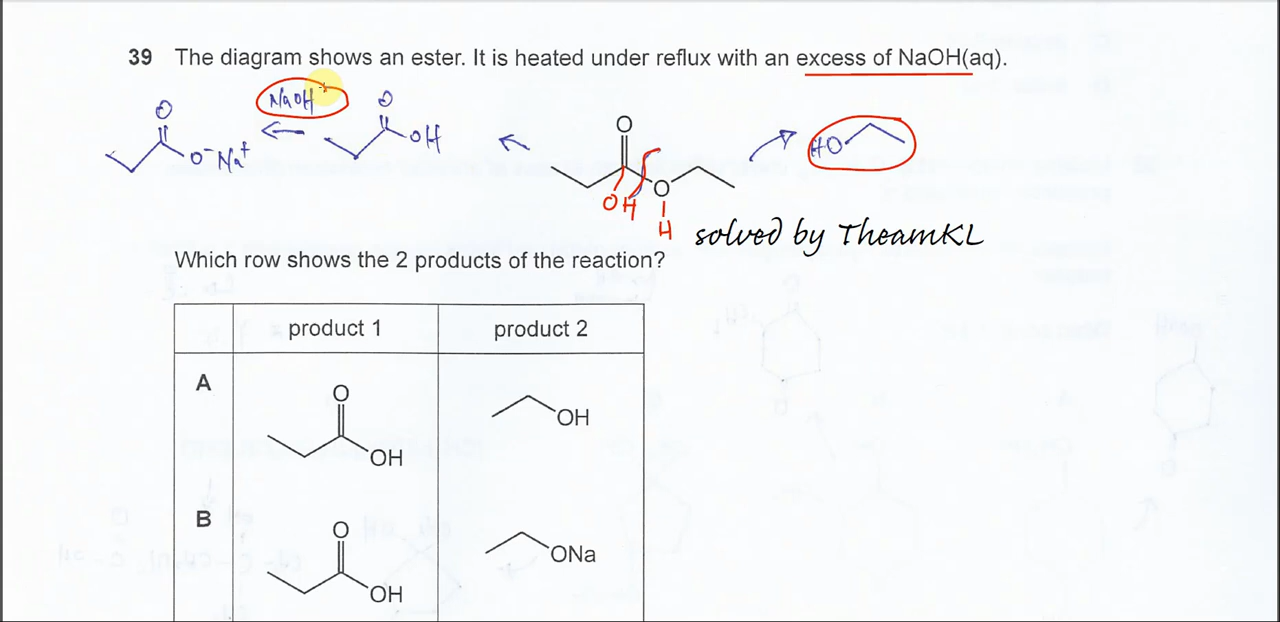 39 The diagram shows an ester. It is heated under reflux with an excess of NaOH(aq).
NaOH
O
O
O⁻Na⁺
OH
O
O
OH
H
HO
solved by TheamKL
Which row shows the 2 products of the reaction?
product 1 product 2
A
O
OH
OH
B
O
OH
ONa